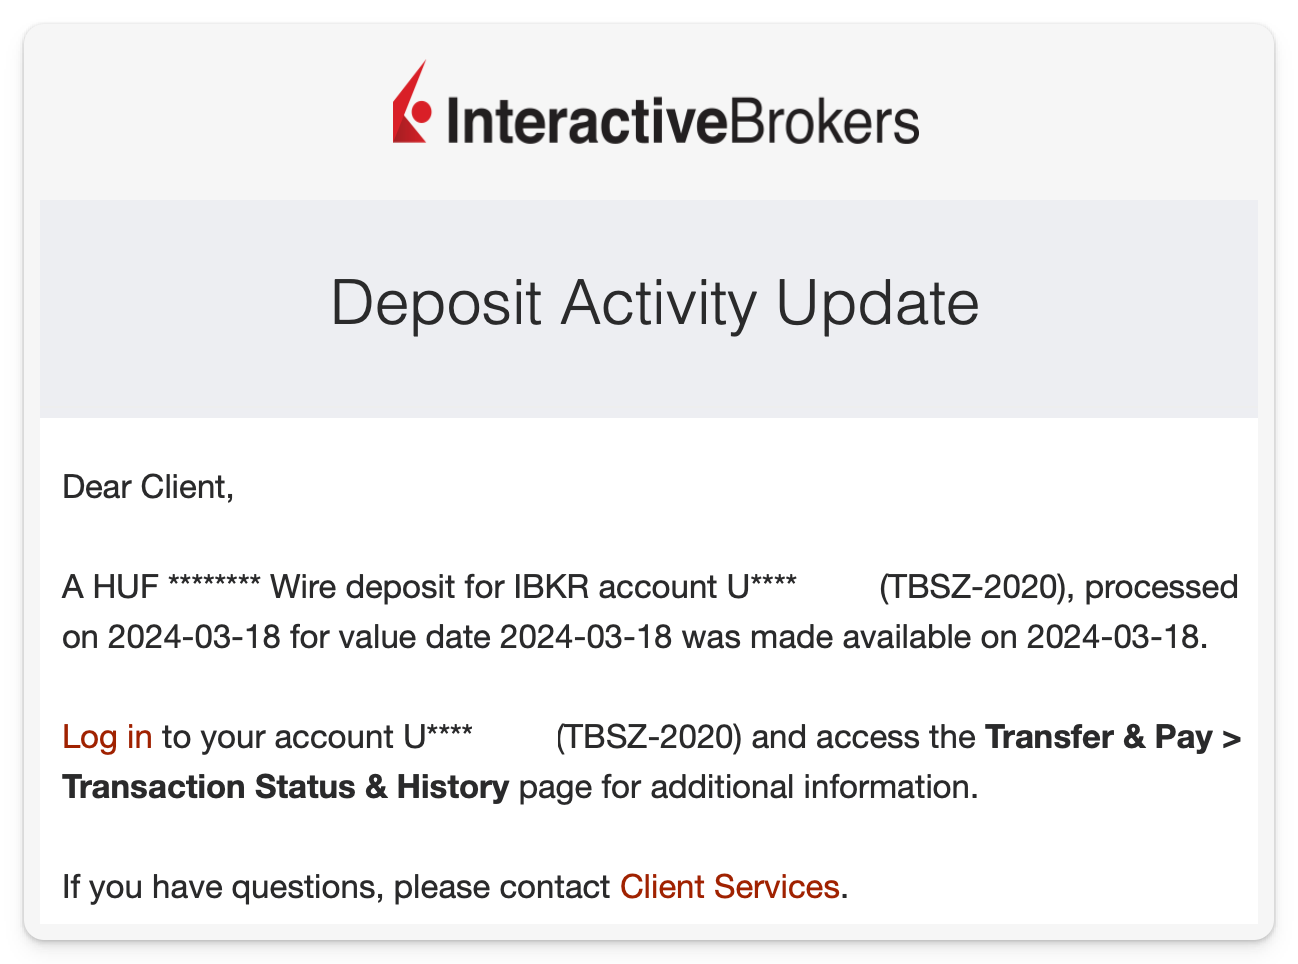 InteractiveBrokers
Deposit Activity Update
Dear Client,
A HUF ******** Wire deposit for IBKR account U**** (TBSZ-2020), processed
on 2024-03-18 for value date 2024-03-18 was made available on 2024-03-18.
Log in to your account U**** (TBSZ-2020) and access the Transfer & Pay >
Transaction Status & History page for additional information.
If you have questions, please contact Client Services.